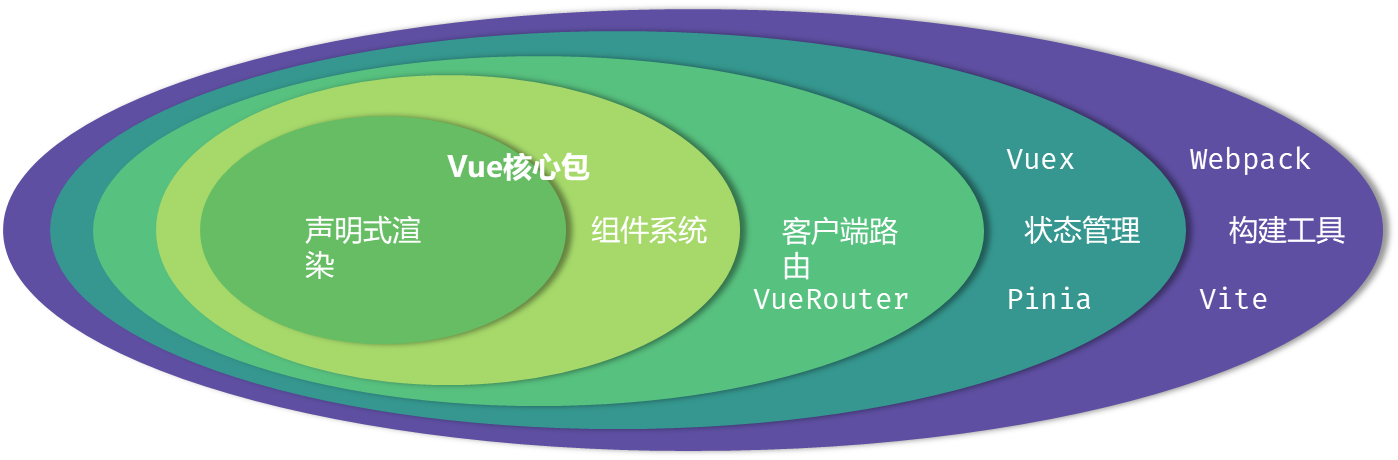 Vue核心包
声明式渲
染
组件系统
客户端路
由
VueRouter
Vuex
状态管理
Pinia
Webpack
构建工具
Vite